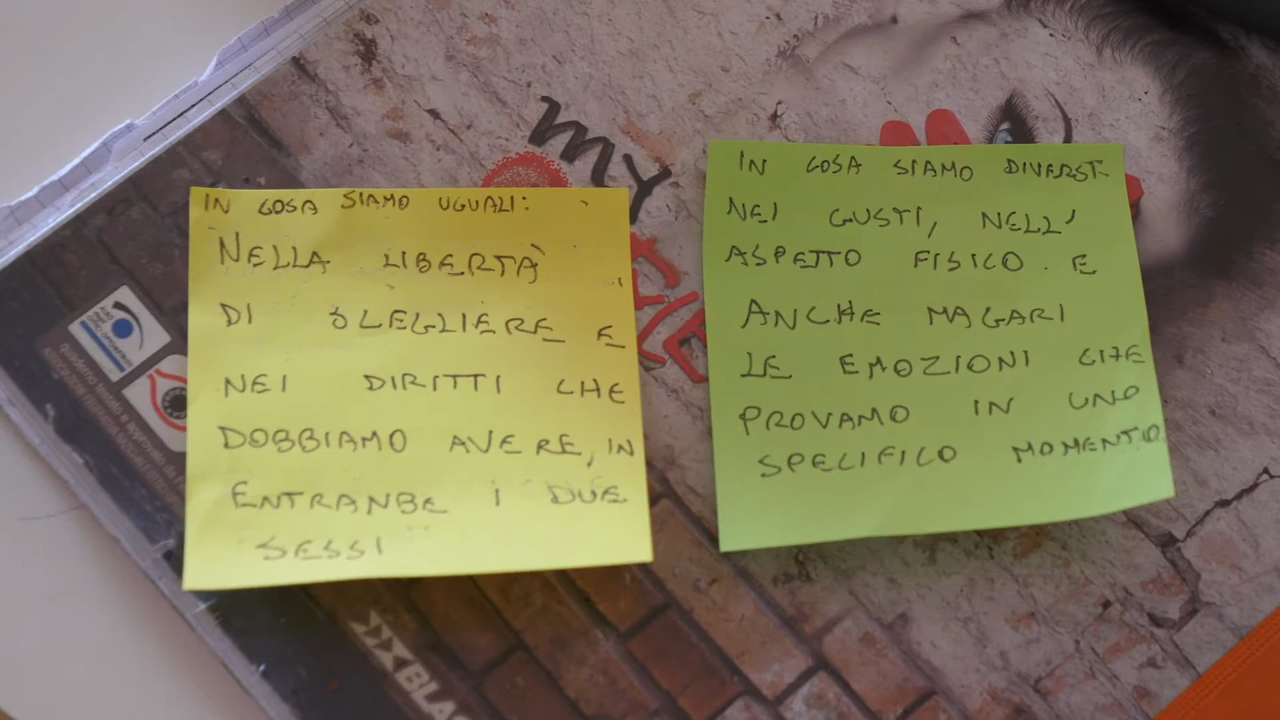 IN COSA SIAMO UGUALI:
NELLA LIBERTÀ
DI SCEGLIERE E
NEI DIRITTI CHE
DOBBIAMO AVERE, IN
ENTRANBE I DUE
SESSI
IN COSA SIAMO DIVERSI
NEI GUSTI, NELL'
ASPETTO FISICO E
ANCHE MAGARI
LE EMOZIONI CHE
PROVAMO IN UNO
SPECIFICO MOMENTO
MY
BLA